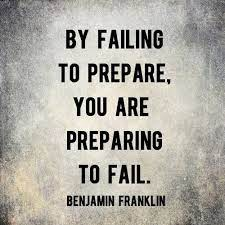 BY FAILING
TO PREPARE,
YOU ARE
PREPARING
TO FAIL.
BENJAMIN FRANKLIN